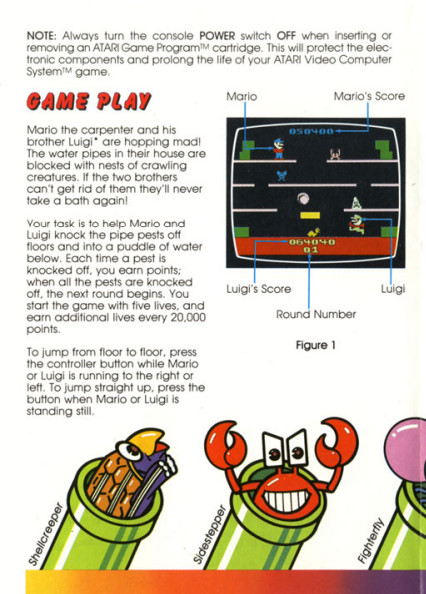 NOTE: Always turn the console POWER switch OFF when inserting or
removing an ATARI Game Program™ cartridge. This will protect the elec-
tronic components and prolong the life of your ATARI Video Computer
System™ game.
GAME PLAY
Mario the carpenter and his
brother Luigi* are hopping mad!
The water pipes in their house are
blocked with nests of crawling
creatures. If the two brothers
can't get rid of them they'll never
take a bath again!
Your task is to help Mario and
Luigi knock the pipe pests off
floors and into a puddle of water
below. Each time a pest is
knocked off, you earn points;
when all the pests are knocked
off, the next round begins. You
start the game with five lives, and
earn additional lives every 20,000
points.
To jump from floor to floor, press
the controller button while Mario
or Luigi is running to the right or
left. To jump straight up, press the
button when Mario or Luigi is
standing still.
Mario
Mario's Score
050400
064040
01
Luigi's Score
Luigi
Round Number
Figure 1
Shellcreeper
Sidestepper
Fighterfly